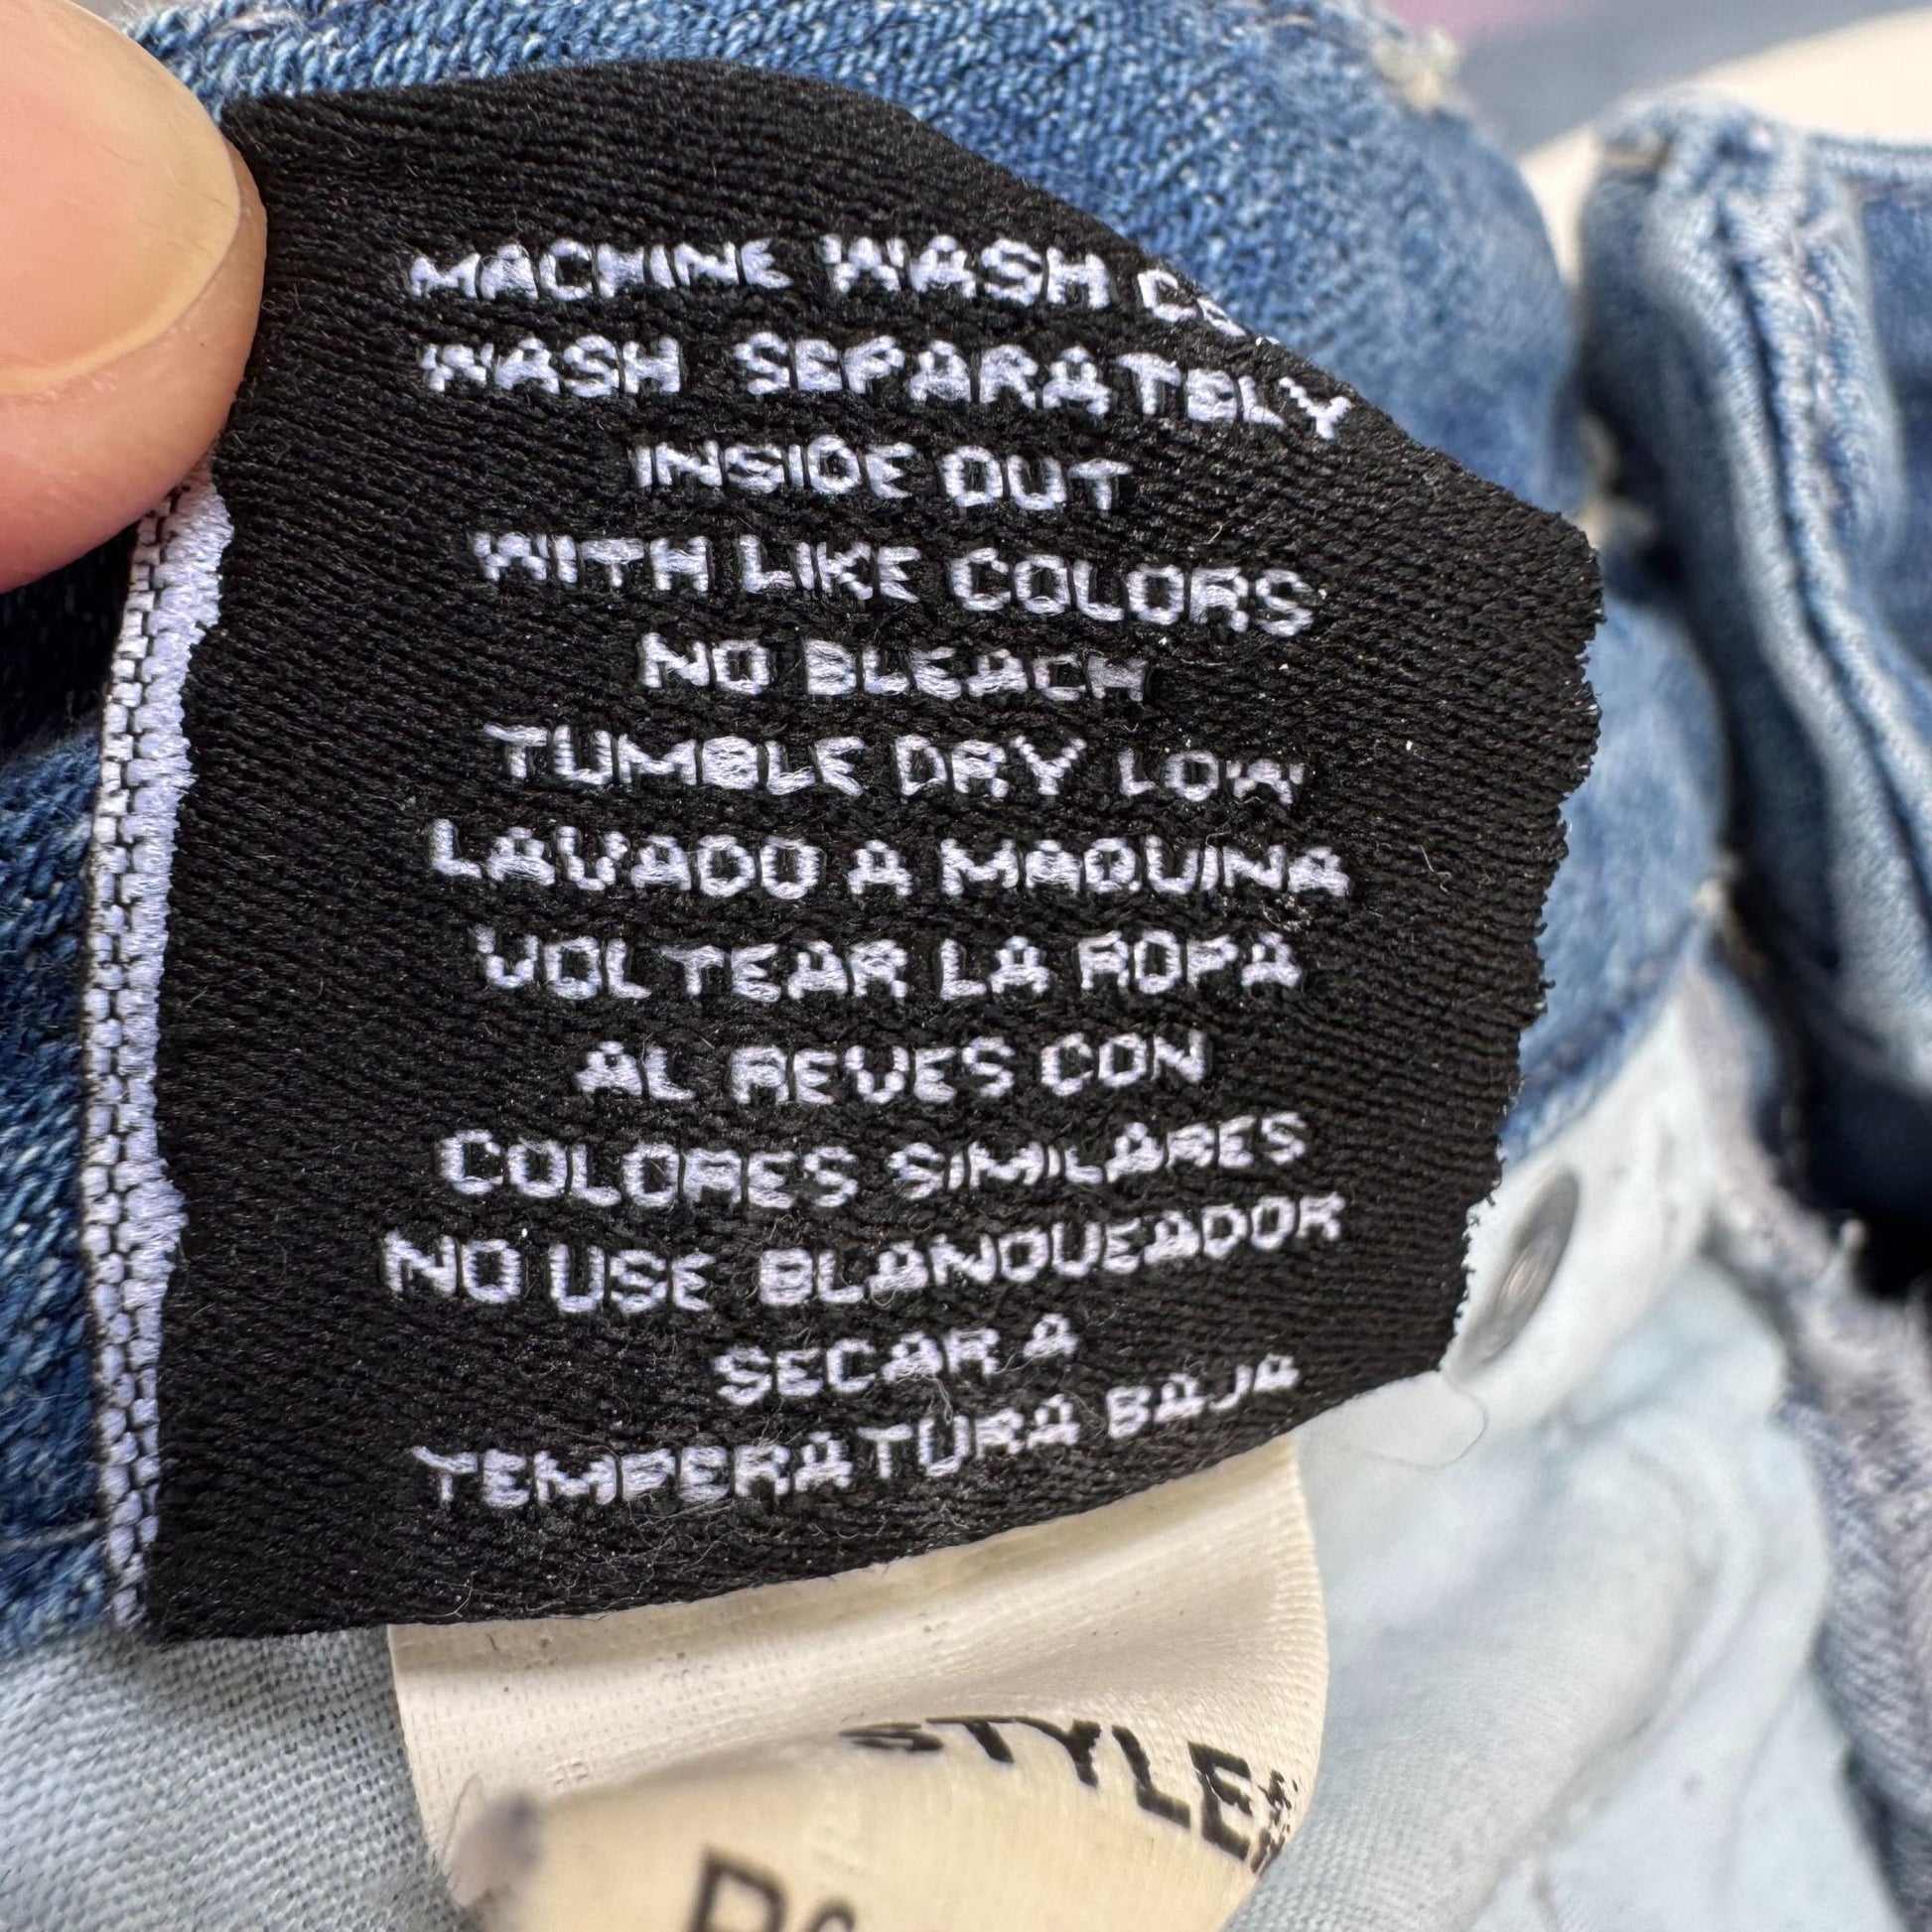 MACHINE WASH
WASH SEPARATELY
INSIDE OUT
WITH LIKE COLORS
NO BLEACH
TUMBLE DRY LOW
LAVADO A MAQUINA
VOLTEAR LA ROPA
AL REVES CON
COLORES SIMILARES
NO USE BLANQUEADOR
SECAR A
TEMPERATURA BAJA
STYLE